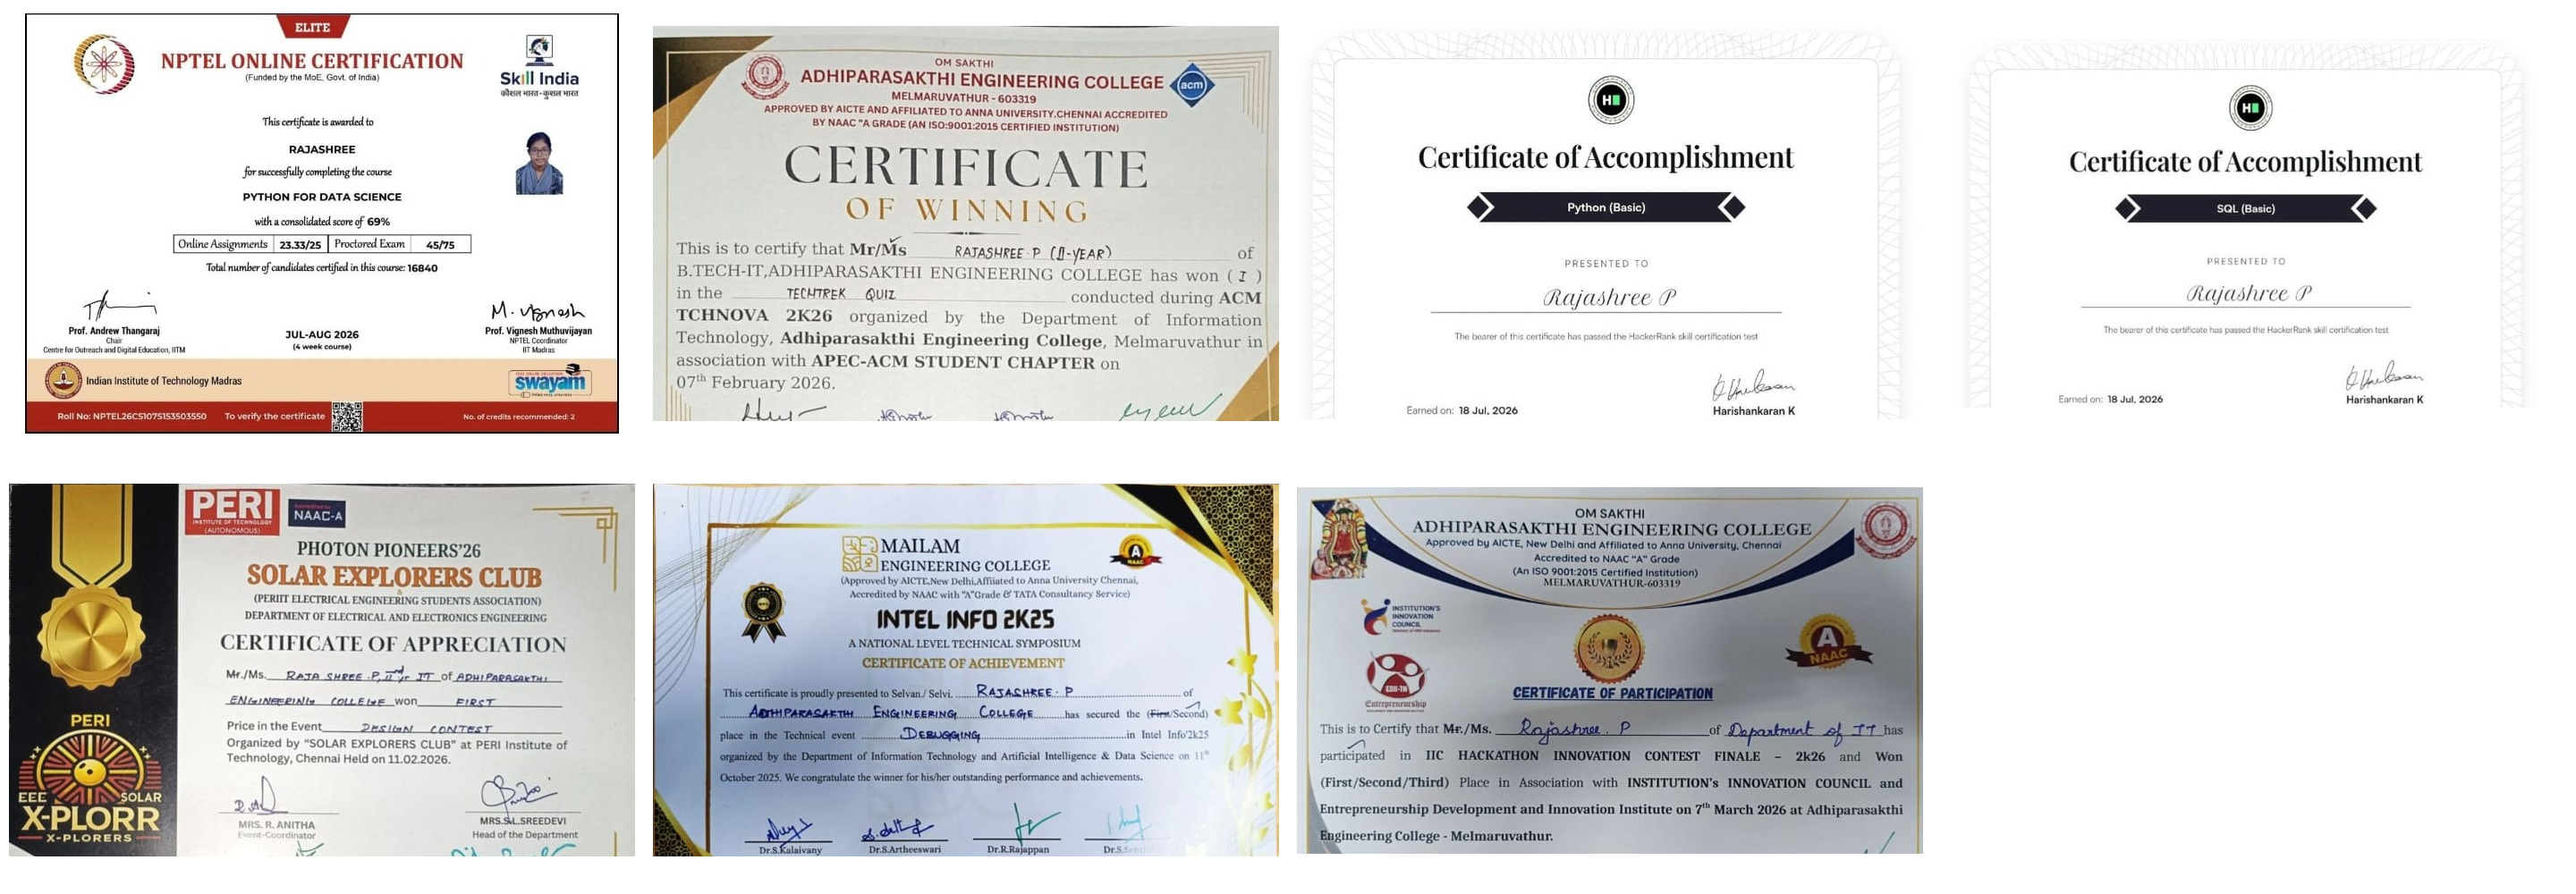 ELITE
NPTEL ONLINE CERTIFICATION
(Funded by the MoE, Govt. of India)
Skill India
कौशल भारत-कुशल भारत
This certificate is awarded to
RAJASHREE
for successfully completing the course
PYTHON FOR DATA SCIENCE
with a consolidated score of 69%
Online Assignments 23.33/25 Proctored Exam 45/75
Total number of candidates certified in this course: 16840
M. Vignesh
Prof. Andrew Thangaraj
Chair
Centre for Outreach and Digital Education, IITM
JUL-AUG 2026
(4 week course)
Prof. Vignesh Muthuvijayan
NPTEL Coordinator
IIT Madras
Indian Institute of Technology Madras
swayam
Roll No: NPTEL26CS107S153503550 To verify the certificate No. of credits recommended: 2
OM SAKTHI
ADHIPARASAKTHI ENGINEERING COLLEGE
acm
MELMARUVATHUR - 603319
APPROVED BY AICTE AND AFFILIATED TO ANNA UNIVERSITY.CHENNAI ACCREDITED
BY NAAC "A GRADE (AN ISO:9001:2015 CERTIFIED INSTITUTION)
CERTIFICATE
OF WINNING
This is to certify that Mr/Ms RAJASHREE.P (II-YEAR) of
B.TECH-IT,ADHIPARASAKTHI ENGINEERING COLLEGE has won ( I )
in the TECHTREK QUIZ conducted during ACM
TCHNOVA 2K26 organized by the Department of Information
Technology, Adhiparasakthi Engineering College, Melmaruvathur in
association with APEC-ACM STUDENT CHAPTER on
07th February 2026.
H
Certificate of Accomplishment
Python (Basic)
PRESENTED TO
Rajashree P
The bearer of this certificate has passed the HackerRank skill certification test
Earned on: 18 Jul, 2026
Harishankaran K
H
Certificate of Accomplishment
SQL (Basic)
PRESENTED TO
Rajashree P
The bearer of this certificate has passed the HackerRank skill certification test
Earned on: 18 Jul, 2026
Harishankaran K
PERI
INSTITUTE OF TECHNOLOGY
(AUTONOMOUS)
NAAC-A
PHOTON PIONEERS'26
SOLAR EXPLORERS CLUB
(PERIIT ELECTRICAL ENGINEERING STUDENTS ASSOCIATION)
DEPARTMENT OF ELECTRICAL AND ELECTRONICS ENGINEERING
CERTIFICATE OF APPRECIATION
Mr./Ms. RAJA SHREE.P, IInd yr IT of ADHIPARASAKTHI
ENGINEERING COLLEGE won FIRST
Price in the Event DESIGN CONTEST
Organized by "SOLAR EXPLORERS CLUB" at PERI Institute of
Technology, Chennai Held on 11.02.2026.
MRS. R. ANITHA
Event-Coordinator
MRS.S.L.SREEDEVI
Head of the Department
PERI
EEE SOLAR
X-PLORR
X-PLORERS
MAILAM
ENGINEERING COLLEGE
(Approved by AICTE,New Delhi,Affiliated to Anna University Chennai,
Accredited by NAAC with "A"Grade & TATA Consultancy Service)
A
NAAC
INTEL INFO 2K25
A NATIONAL LEVEL TECHNICAL SYMPOSIUM
CERTIFICATE OF ACHIEVEMENT
This certificate is proudly presented to Selvan./ Selvi. RAJASHREE. P of
ADHIPARASAKTHI ENGINEERING COLLEGE has secured the (First/Second)
place in the Technical event DEBUGGING in Intel Info'2k25
organized by the Department of Information Technology and Artificial Intelligence & Data Science on 11th
October 2025. We congratulate the winner for his/her outstanding performance and achievements.
Dr.S.Kalaivany Dr.S.Artheeswari Dr.R.Rajappan Dr.S.
OM SAKTHI
ADHIPARASAKTHI ENGINEERING COLLEGE
Approved by AICTE, New Delhi and Affiliated to Anna University, Chennai
Accredited to NAAC "A" Grade
(An ISO 9001:2015 Certified Institution)
MELMARUVATHUR-603319
INSTITUTION'S
INNOVATION
COUNCIL
EDII-TN
Entrepreneurship
A
NAAC
CERTIFICATE OF PARTICIPATION
This is to Certify that Mr./Ms. Rajashree. P of Department of IT has
participated in IIC HACKATHON INNOVATION CONTEST FINALE – 2k26 and Won
(First/Second/Third) Place in Association with INSTITUTION's INNOVATION COUNCIL and
Entrepreneurship Development and Innovation Institute on 7th March 2026 at Adhiparasakthi
Engineering College - Melmaruvathur.